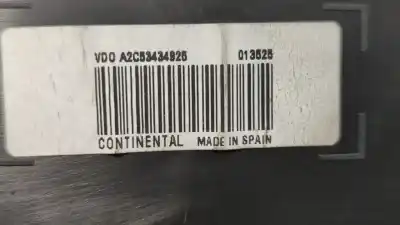 VDO A2C53434925 013525
CONTINENTAL MADE IN SPAIN